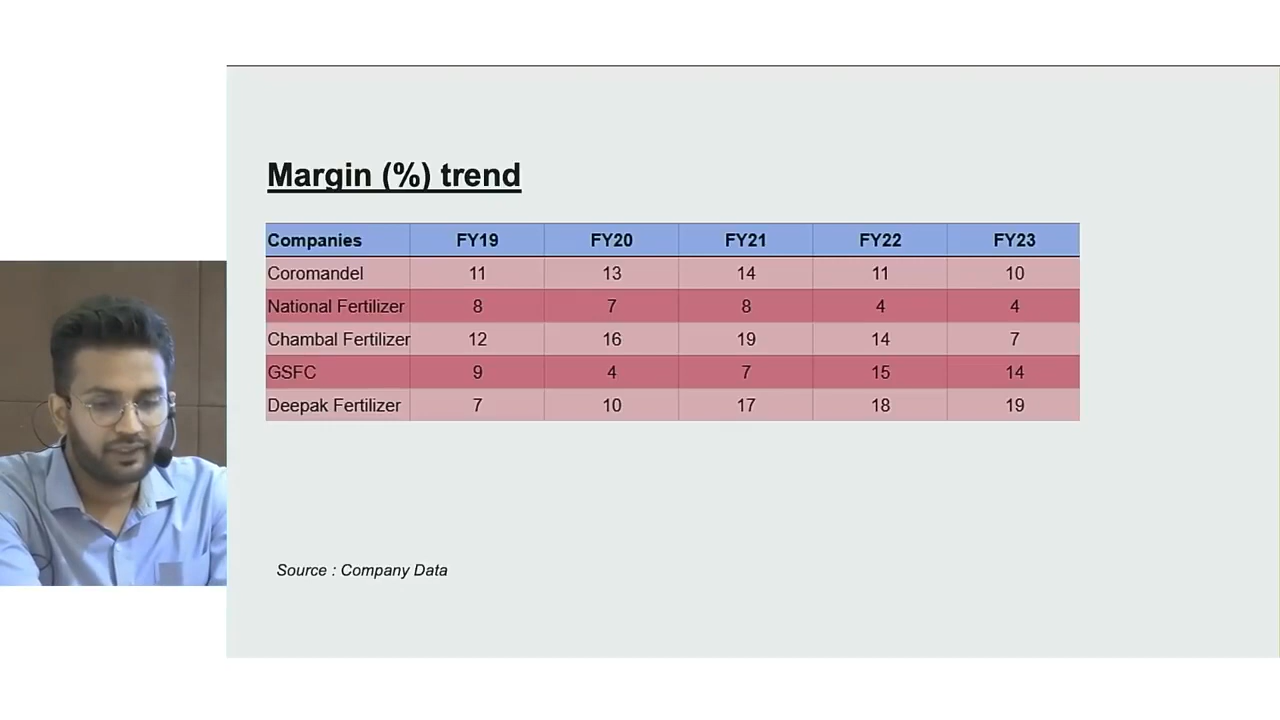 Margin (%) trend
Companies FY19 FY20 FY21 FY22 FY23
Coromandel 11 13 14 11 10
National Fertilizer 8 7 8 4 4
Chambal Fertilizer 12 16 19 14 7
GSFC 9 4 7 15 14
Deepak Fertilizer 7 10 17 18 19
Source : Company Data